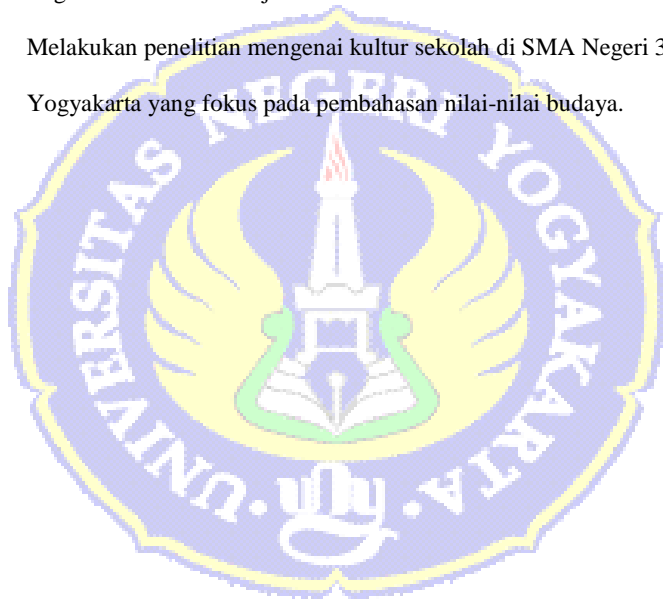 Melakukan penelitian mengenai kultur sekolah di SMA Negeri 3
Yogyakarta yang fokus pada pembahasan nilai-nilai budaya.
UNIVERSITAS NEGERI YOGYAKARTA
uny